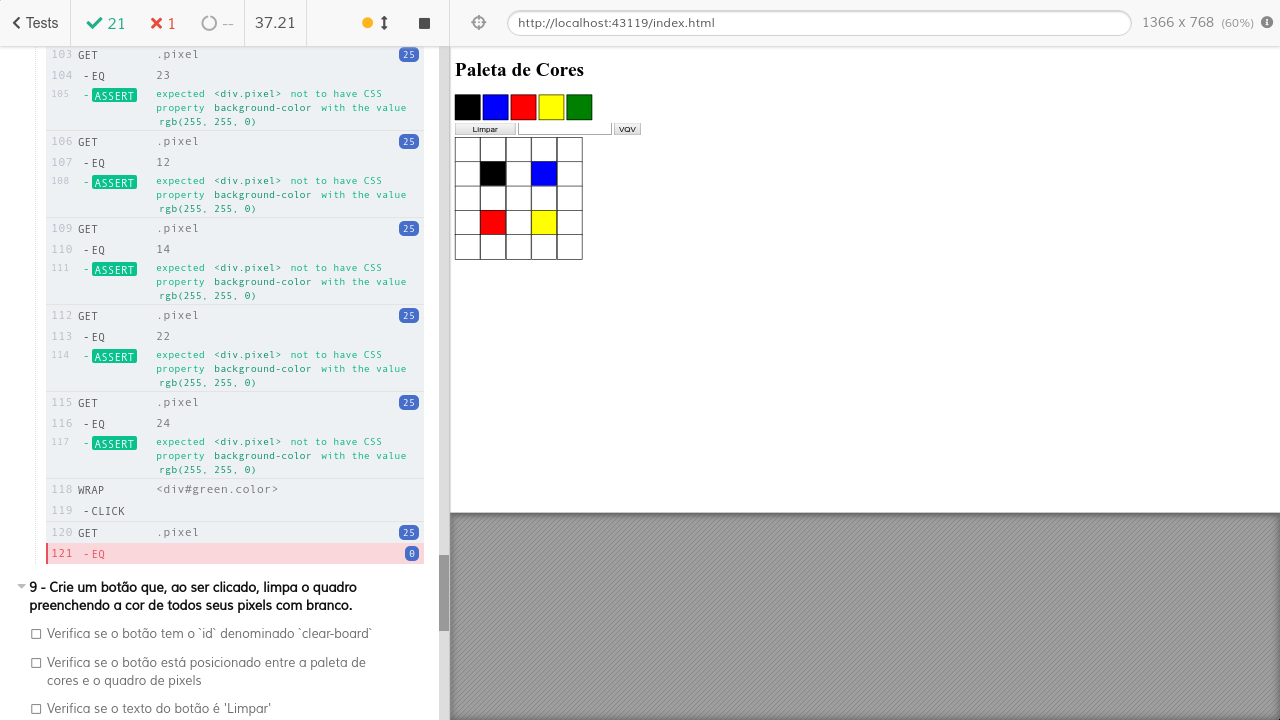 Tests
21
1
--
37.21
http://localhost:43119/index.html
1366 x 768 (60%)
103 GET .pixel 25
104 -EQ 23
105 -ASSERT expected <div.pixel> not to have CSS
property background-color with the value
rgb(255, 255, 0)
106 GET .pixel 25
107 -EQ 12
108 -ASSERT expected <div.pixel> not to have CSS
property background-color with the value
rgb(255, 255, 0)
109 GET .pixel 25
110 -EQ 14
111 -ASSERT expected <div.pixel> not to have CSS
property background-color with the value
rgb(255, 255, 0)
112 GET .pixel 25
113 -EQ 22
114 -ASSERT expected <div.pixel> not to have CSS
property background-color with the value
rgb(255, 255, 0)
115 GET .pixel 25
116 -EQ 24
117 -ASSERT expected <div.pixel> not to have CSS
property background-color with the value
rgb(255, 255, 0)
118 WRAP <div#green.color>
119 -CLICK
120 GET .pixel 25
121 -EQ 0
9 - Crie um botão que, ao ser clicado, limpa o quadro
preenchendo a cor de todos seus pixels com branco.
Verifica se o botão tem o `id` denominado `clear-board`
Verifica se o botão está posicionado entre a paleta de
cores e o quadro de pixels
Verifica se o texto do botão é 'Limpar'
Paleta de Cores
Limpar
VQV